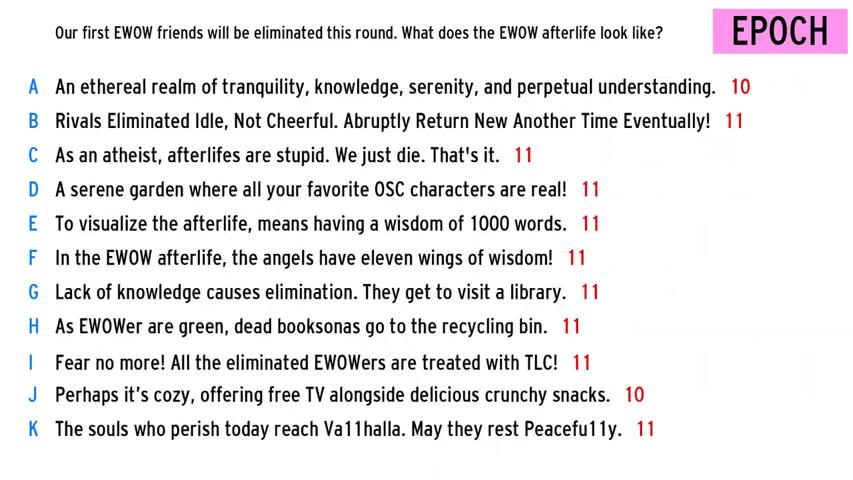 Our first EWOW friends will be eliminated this round. What does the EWOW afterlife look like?
EPOCH
A An ethereal realm of tranquility, knowledge, serenity, and perpetual understanding. 10
B Rivals Eliminated Idle, Not Cheerful. Abruptly Return New Another Time Eventually! 11
C As an atheist, afterlifes are stupid. We just die. That's it. 11
D A serene garden where all your favorite OSC characters are real! 11
E To visualize the afterlife, means having a wisdom of 1000 words. 11
F In the EWOW afterlife, the angels have eleven wings of wisdom! 11
G Lack of knowledge causes elimination. They get to visit a library. 11
H As EWOWer are green, dead booksonas go to the recycling bin. 11
I Fear no more! All the eliminated EWOWers are treated with TLC! 11
J Perhaps it’s cozy, offering free TV alongside delicious crunchy snacks. 10
K The souls who perish today reach Va11halla. May they rest Peacefu11y. 11